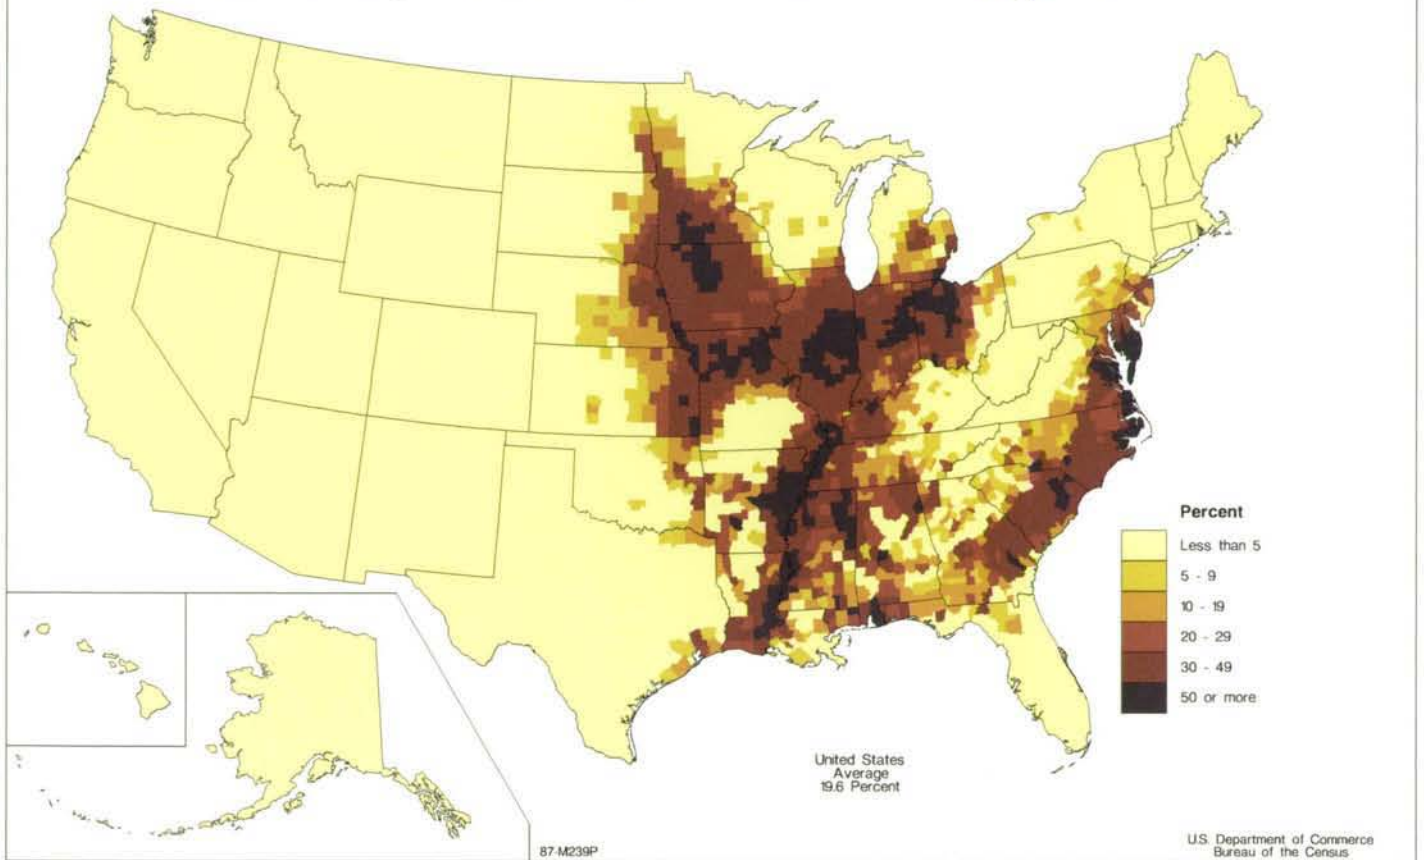 Percent
Less than 5
5 - 9
10 - 19
20 - 29
30 - 49
50 or more
United States
Average
19.6 Percent
87-M239P
U.S. Department of Commerce
Bureau of the Census